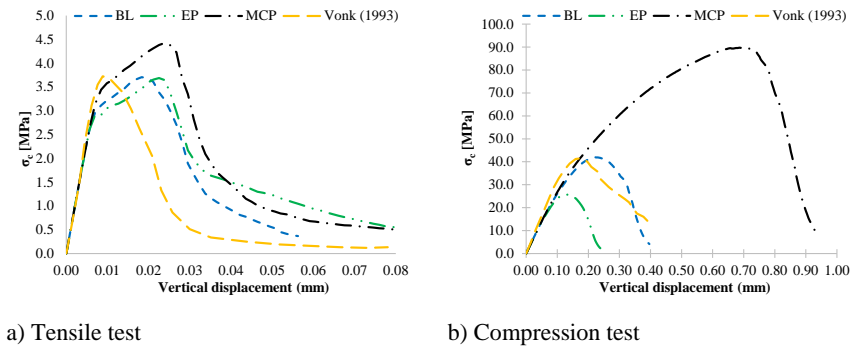 BL EP MCP Vonk (1993)
5.0
4.5
4.0
3.5
3.0
2.5
2.0
1.5
1.0
0.5
0.0
σc [MPa]
0.00 0.01 0.02 0.03 0.04 0.05 0.06 0.07 0.08
Vertical displacement (mm)
a) Tensile test
BL EP MCP Vonk (1993)
100.0
90.0
80.0
70.0
60.0
50.0
40.0
30.0
20.0
10.0
0.0
σc [MPa]
0.00 0.10 0.20 0.30 0.40 0.50 0.60 0.70 0.80 0.90 1.00
Vertical displacement (mm)
b) Compression test